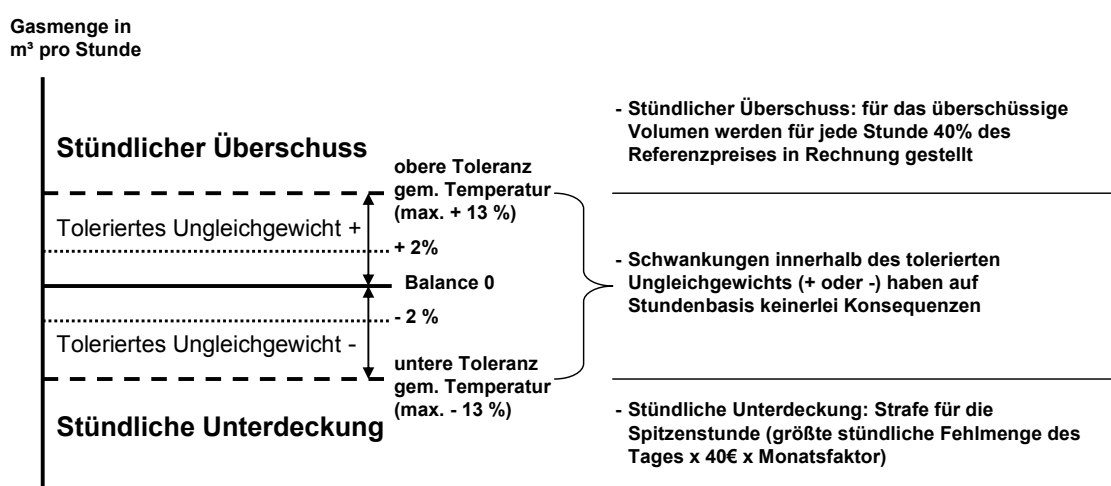 Gasmenge in
m³ pro Stunde
Stündlicher Überschuss
obere Toleranz
gem. Temperatur
(max. + 13 %)
Toleriertes Ungleichgewicht +
+ 2%
Balance 0
- 2 %
Toleriertes Ungleichgewicht -
untere Toleranz
gem. Temperatur
(max. - 13 %)
Stündliche Unterdeckung
- Stündlicher Überschuss: für das überschüssige
Volumen werden für jede Stunde 40% des
Referenzpreises in Rechnung gestellt
- Schwankungen innerhalb des tolerierten
Ungleichgewichts (+ oder -) haben auf
Stundenbasis keinerlei Konsequenzen
- Stündliche Unterdeckung: Strafe für die
Spitzenstunde (größte stündliche Fehlmenge des
Tages x 40€ x Monatsfaktor)